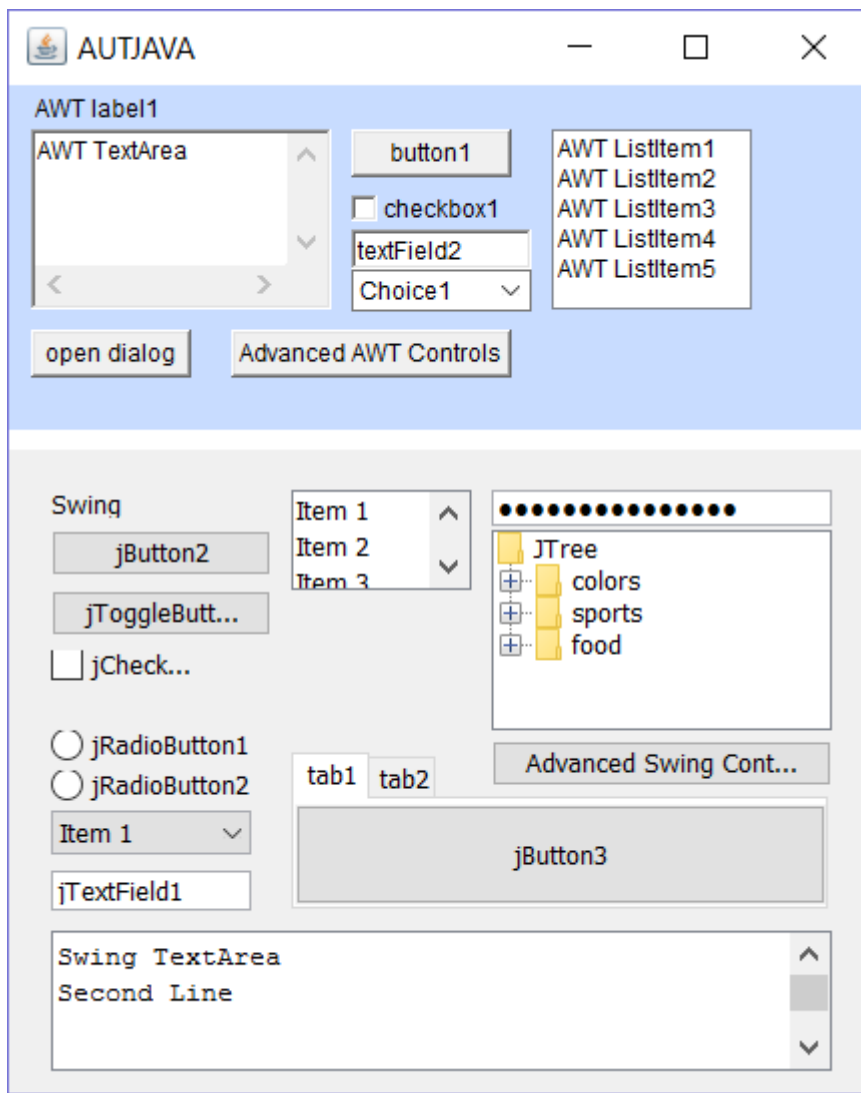 AUTJAVA
AWT label1
AWT TextArea
button1
checkbox1
textField2
Choice1
AWT ListItem1
AWT ListItem2
AWT ListItem3
AWT ListItem4
AWT ListItem5
open dialog
Advanced AWT Controls
Swing
jButton2
jToggleButt...
jCheck...
Item 1
Item 2
Item 3
●●●●●●●●●●●●●●●
JTree
colors
sports
food
jRadioButton1
jRadioButton2
Item 1
jTextField1
tab1
tab2
Advanced Swing Cont...
jButton3
Swing TextArea
Second Line